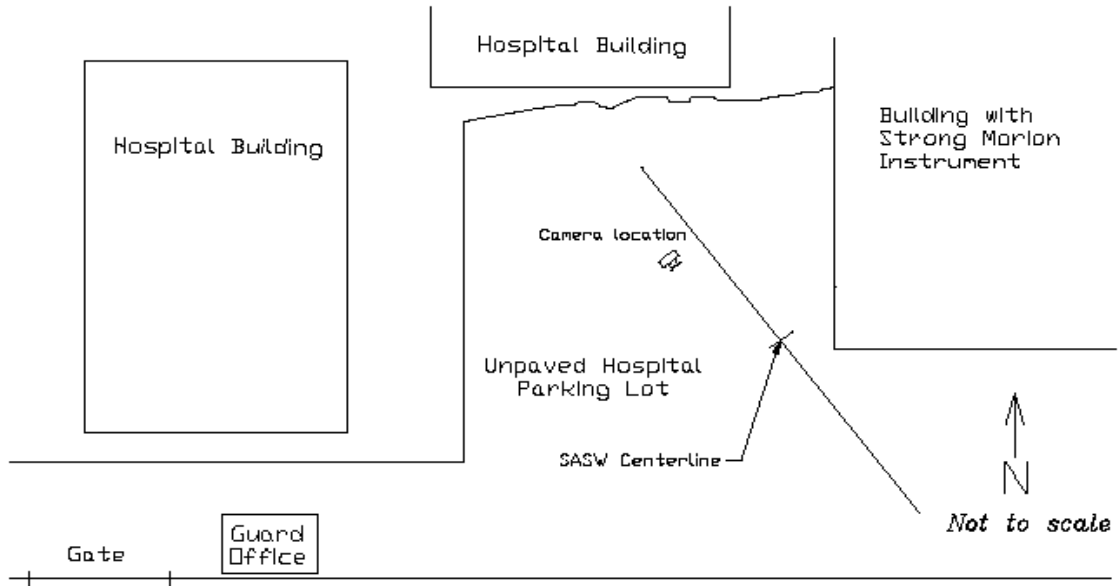 Hospital Building
Hospital Building
Building with
Strong Morion
Instrument
Camera location
Unpaved Hospital
Parking Lot
SASW Centerline
N
Not to scale
Guard
Office
Gate